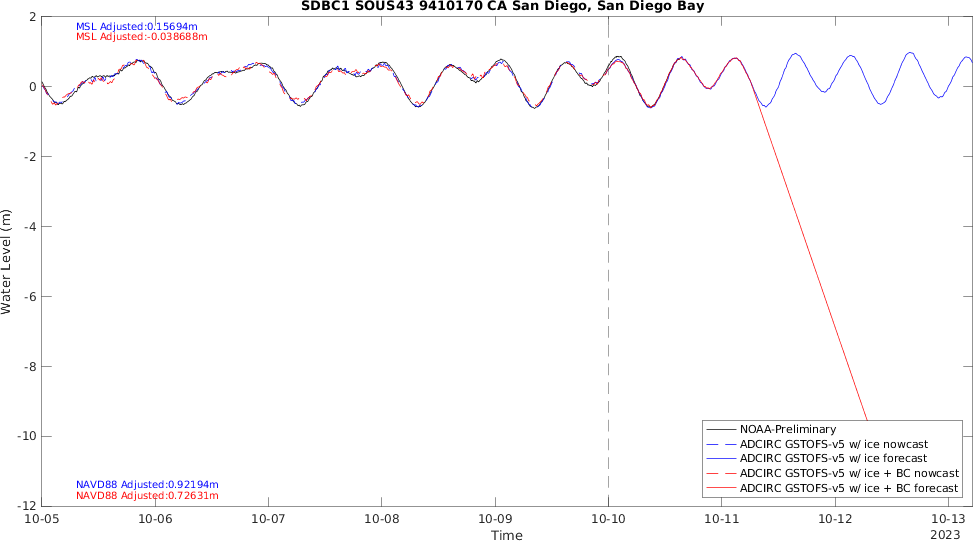 SDBC1 SOUS43 9410170 CA San Diego, San Diego Bay
MSL Adjusted:0.15694m
MSL Adjusted:-0.038688m
2
0
-2
-4
-6
-8
-10
-12
Water Level (m)
NOAA-Preliminary
ADCIRC GSTOFS-v5 w/ ice nowcast
ADCIRC GSTOFS-v5 w/ ice forecast
ADCIRC GSTOFS-v5 w/ ice + BC nowcast
ADCIRC GSTOFS-v5 w/ ice + BC forecast
NAVD88 Adjusted:0.92194m
NAVD88 Adjusted:0.72631m
10-05 10-06 10-07 10-08 10-09 10-10 10-11 10-12 10-13
Time
2023